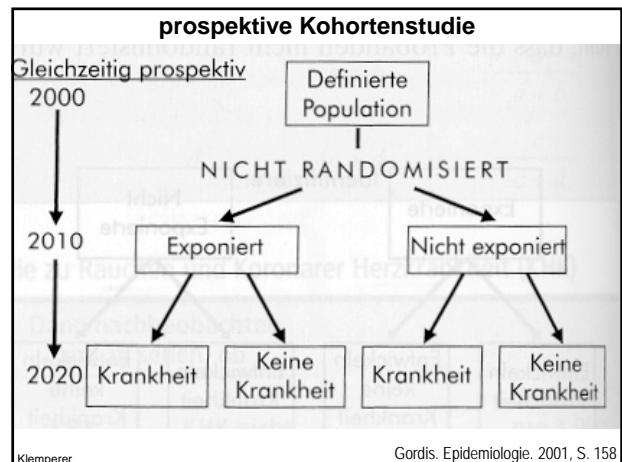 prospektive Kohortenstudie
Gleichzeitig prospektiv
2000
Definierte
Population
NICHT RANDOMISIERT
2010
Exponiert
Nicht exponiert
2020
Krankheit
Keine
Krankheit
Krankheit
Keine
Krankheit
Klemperer
Gordis. Epidemiologie. 2001, S. 158